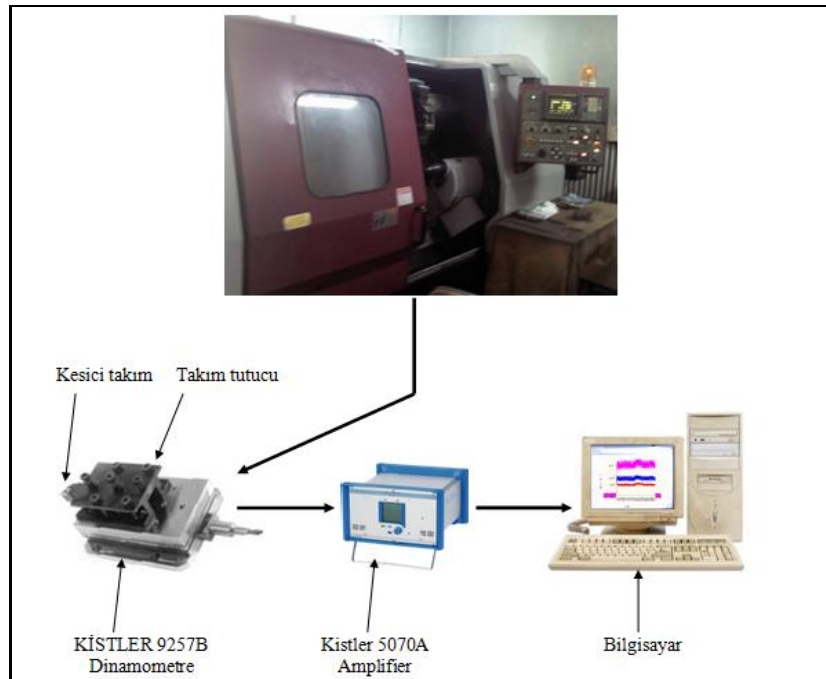 Kesici takım
Takım tutucu
KİSTLER 9257B
Dinamometre
Kistler 5070A
Amplifier
Bilgisayar